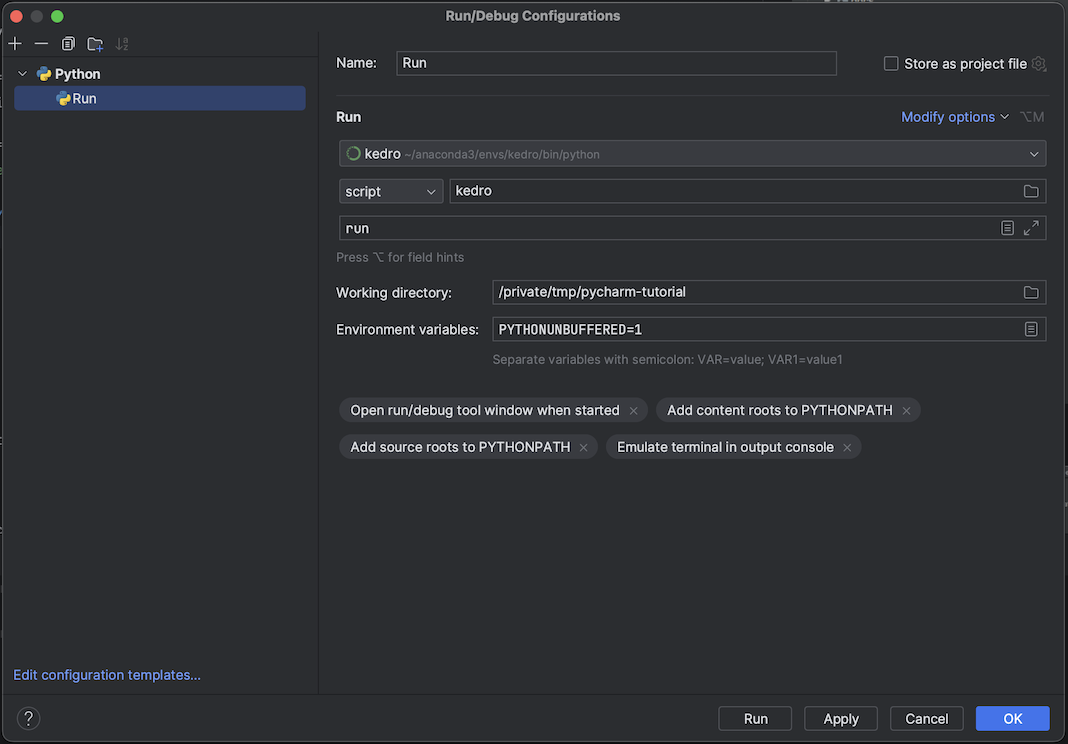 Run/Debug Configurations
Name: Run Store as project file
Python
Run
Run Modify options ⌥M
kedro ~/anaconda3/envs/kedro/bin/python
script kedro
run
Press ⌥ for field hints
Working directory: /private/tmp/pycharm-tutorial
Environment variables: PYTHONUNBUFFERED=1
Separate variables with semicolon: VAR=value; VAR1=value1
Open run/debug tool window when started × Add content roots to PYTHONPATH ×
Add source roots to PYTHONPATH × Emulate terminal in output console ×
Edit configuration templates...
? Run Apply Cancel OK